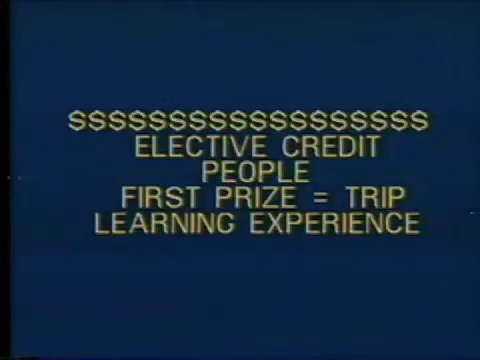 $$$$$$$$$$$$$$$$$$
ELECTIVE CREDIT
PEOPLE
FIRST PRIZE = TRIP
LEARNING EXPERIENCE